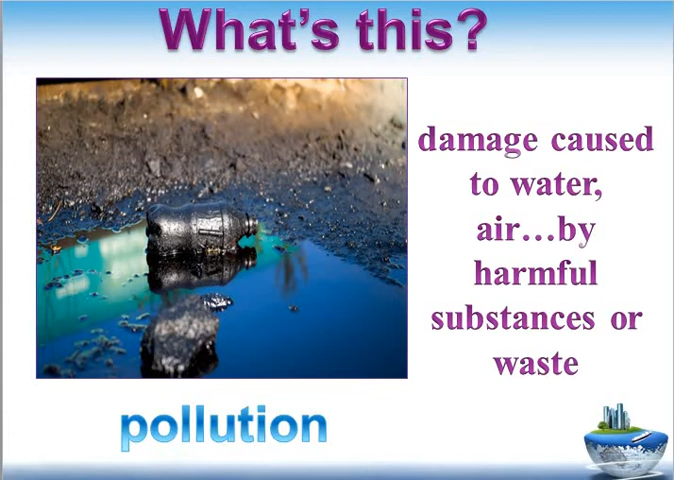 What's this?
damage caused
to water,
air...by
harmful
substances or
waste
pollution